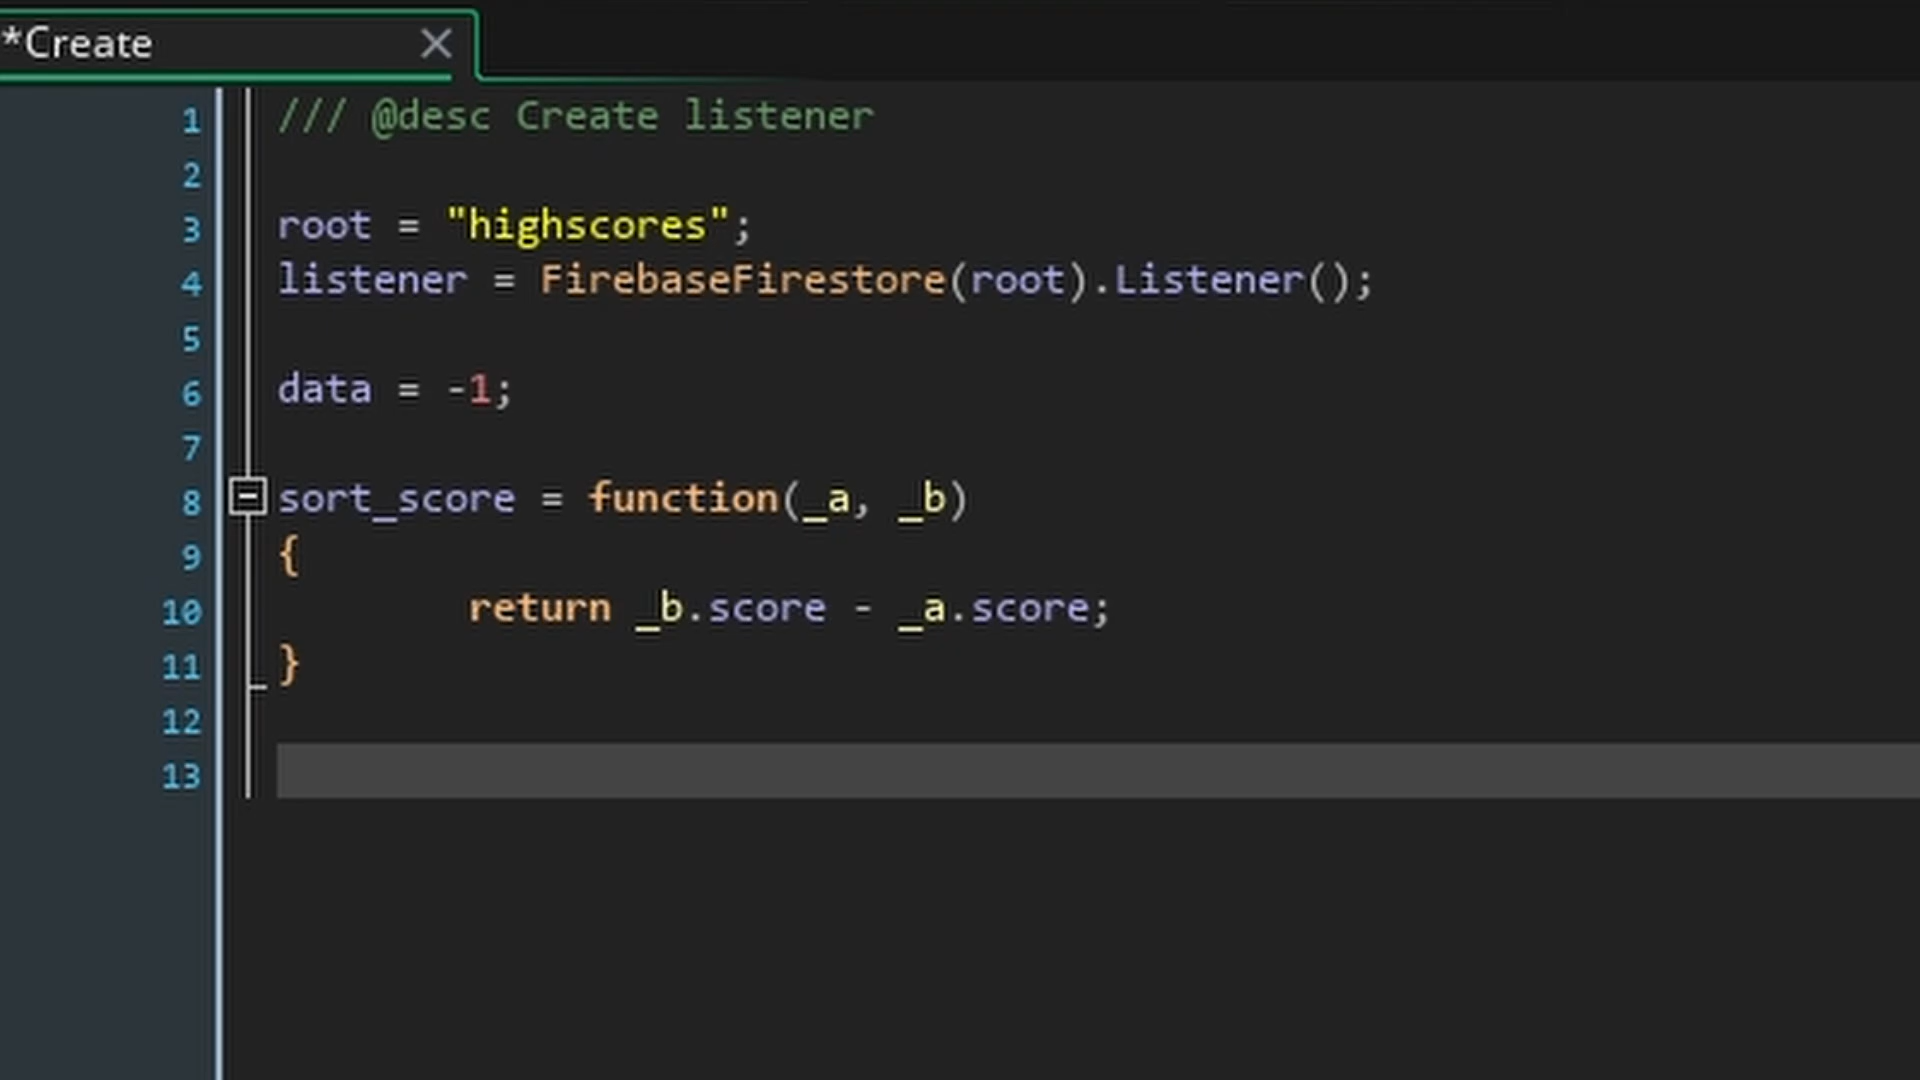 *Create
1 /// @desc Create listener
2
3 root = "highscores";
4 listener = FirebaseFirestore(root).Listener();
5
6 data = -1;
7
8 sort_score = function(_a, _b)
9 {
10 return _b.score - _a.score;
11 }
12
13